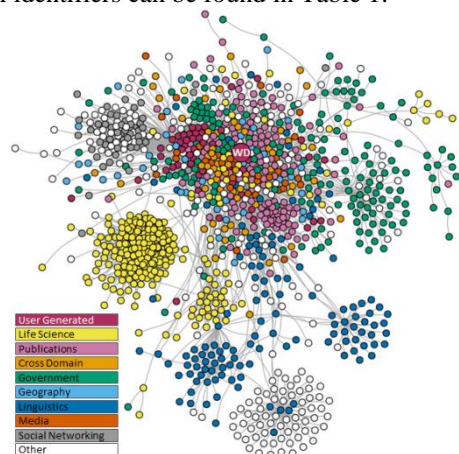 identifiers can be found in Table 1.
WD
User Generated
Life Science
Publications
Cross Domain
Government
Geography
Linguistics
Media
Social Networking
Other